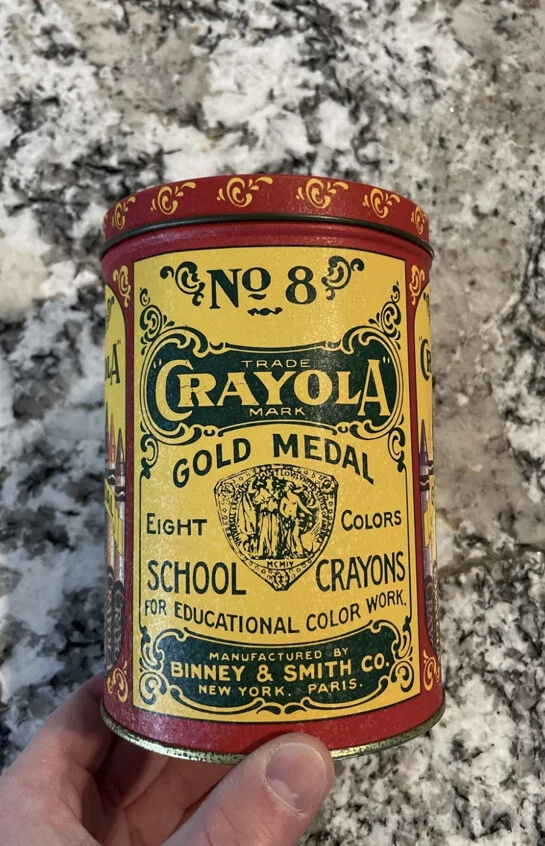 No 8
TRADE
"CRAYOLA"
MARK
GOLD MEDAL
MCMIV
EIGHT COLORS
SCHOOL CRAYONS
FOR EDUCATIONAL COLOR WORK.
MANUFACTURED BY
BINNEY & SMITH CO.
NEW YORK. PARIS.